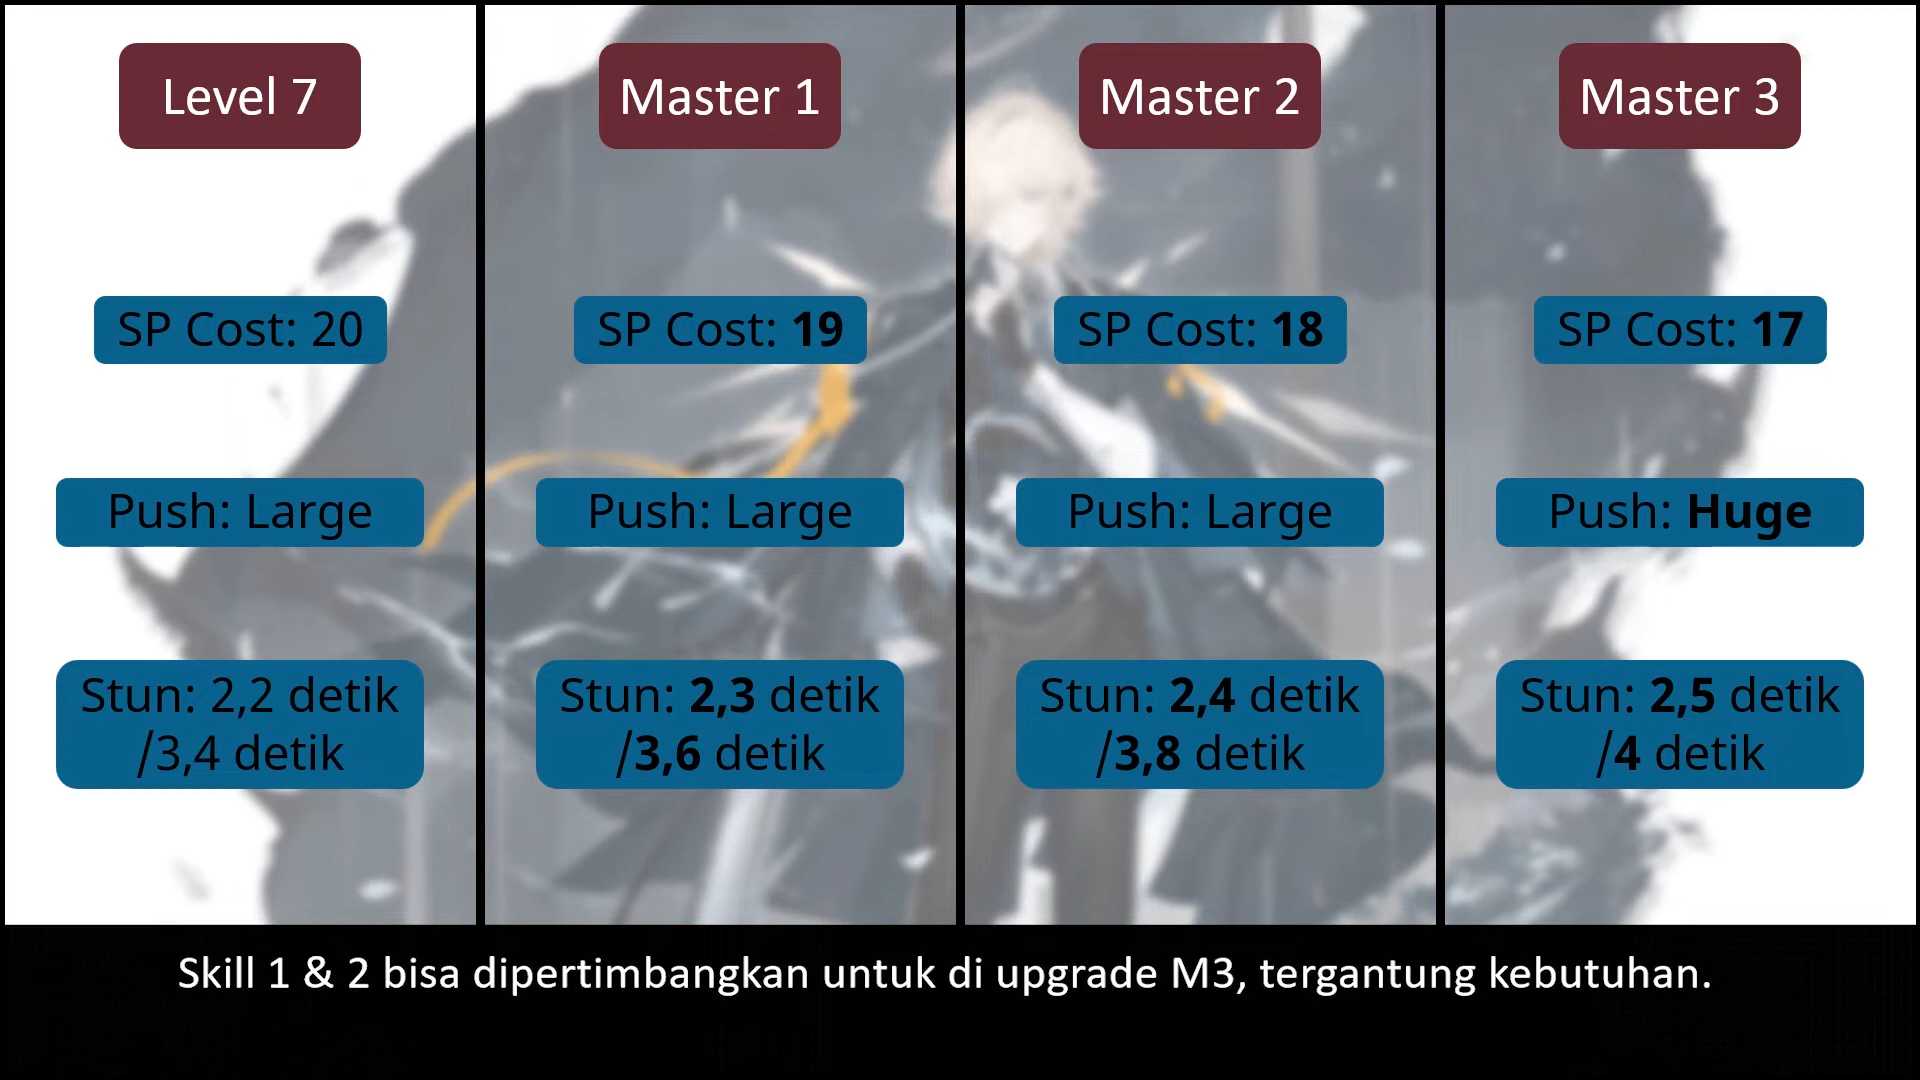 Level 7
SP Cost: 20
Push: Large
Stun: 2,2 detik
/3,4 detik
Master 1
SP Cost: 19
Push: Large
Stun: 2,3 detik
/3,6 detik
Master 2
SP Cost: 18
Push: Large
Stun: 2,4 detik
/3,8 detik
Master 3
SP Cost: 17
Push: Huge
Stun: 2,5 detik
/4 detik
Skill 1 & 2 bisa dipertimbangkan untuk di upgrade M3, tergantung kebutuhan.